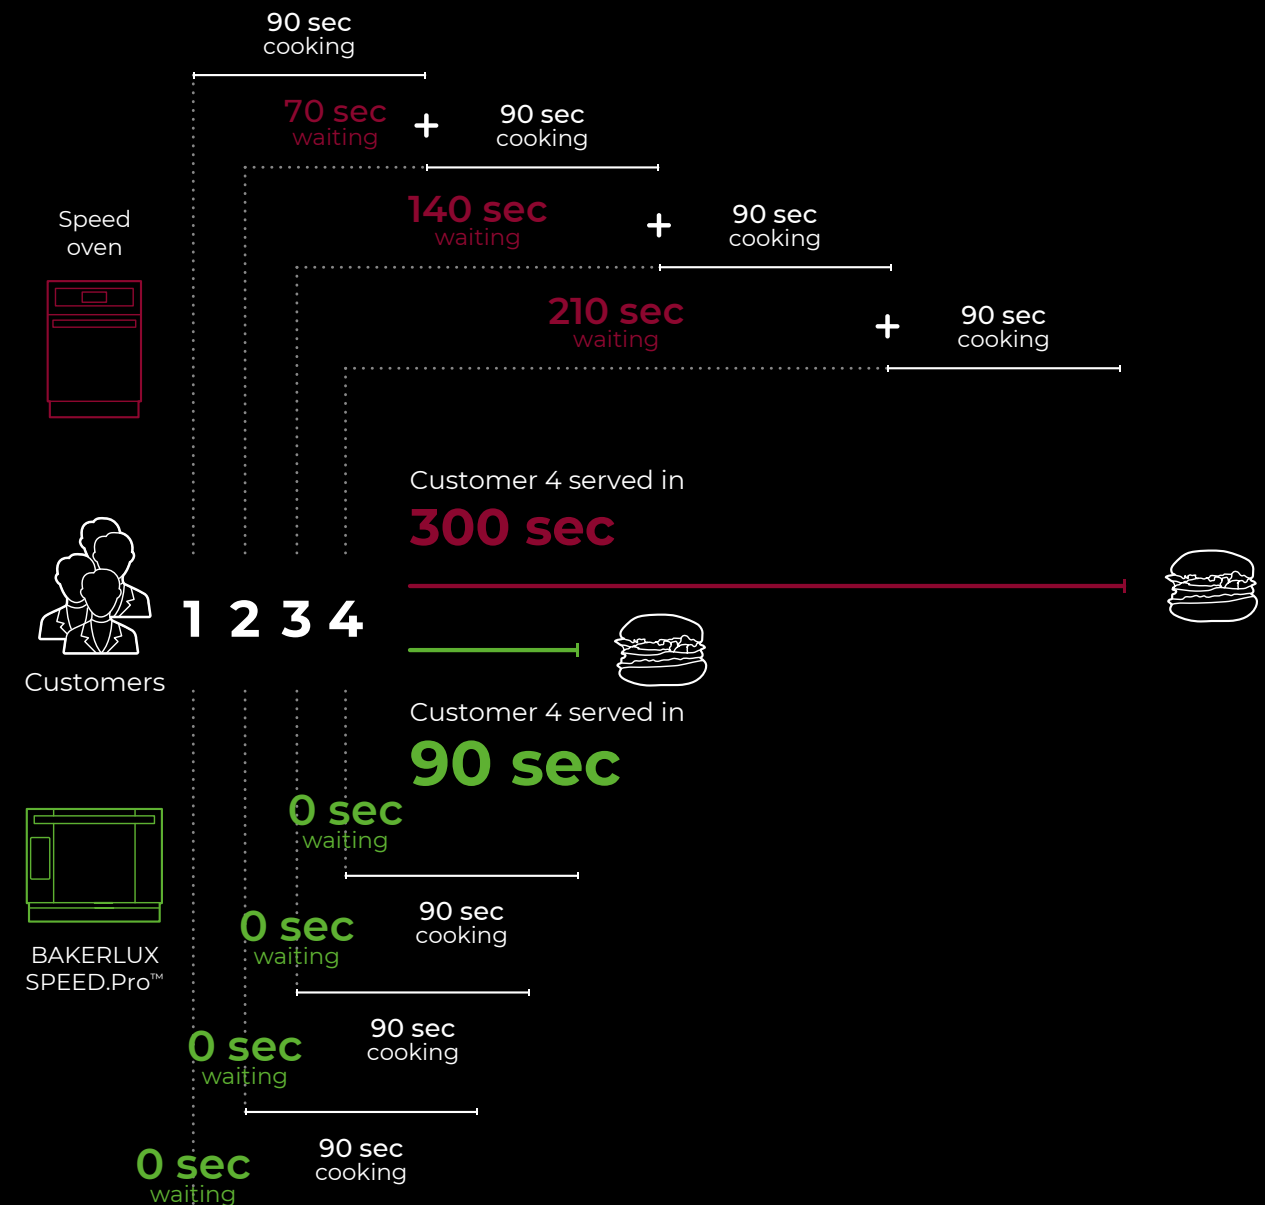 90 sec
cooking
70 sec
waiting
+
90 sec
cooking
140 sec
waiting
+
90 sec
cooking
210 sec
waiting
+
90 sec
cooking
Speed
oven
Customer 4 served in
300 sec
1 2 3 4
Customers
Customer 4 served in
90 sec
0 sec
waiting
90 sec
cooking
0 sec
waiting
BAKERLUX
SPEED.Pro™
90 sec
cooking
0 sec
waiting
90 sec
cooking
0 sec
waiting